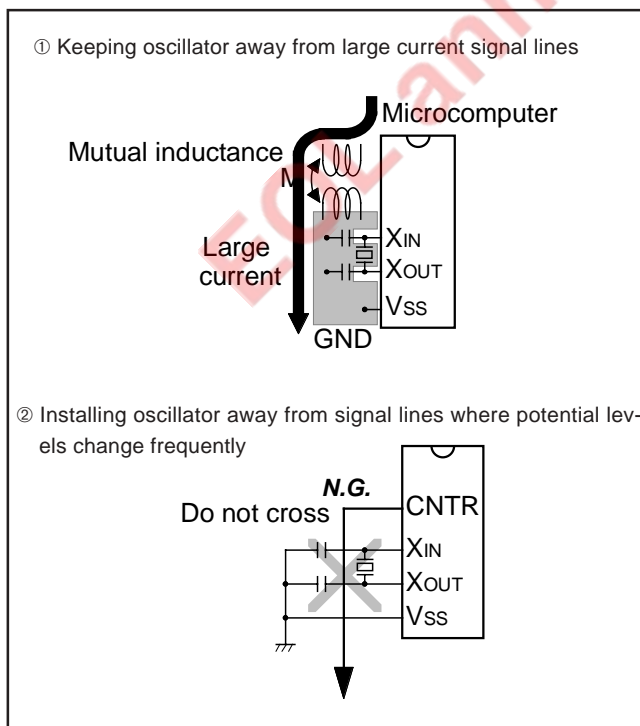 ① Keeping oscillator away from large current signal lines
Microcomputer
Mutual inductance
M
Large
current
XIN
XOUT
VSS
GND
② Installing oscillator away from signal lines where potential lev-
els change frequently
N.G.
Do not cross
CNTR
XIN
XOUT
VSS